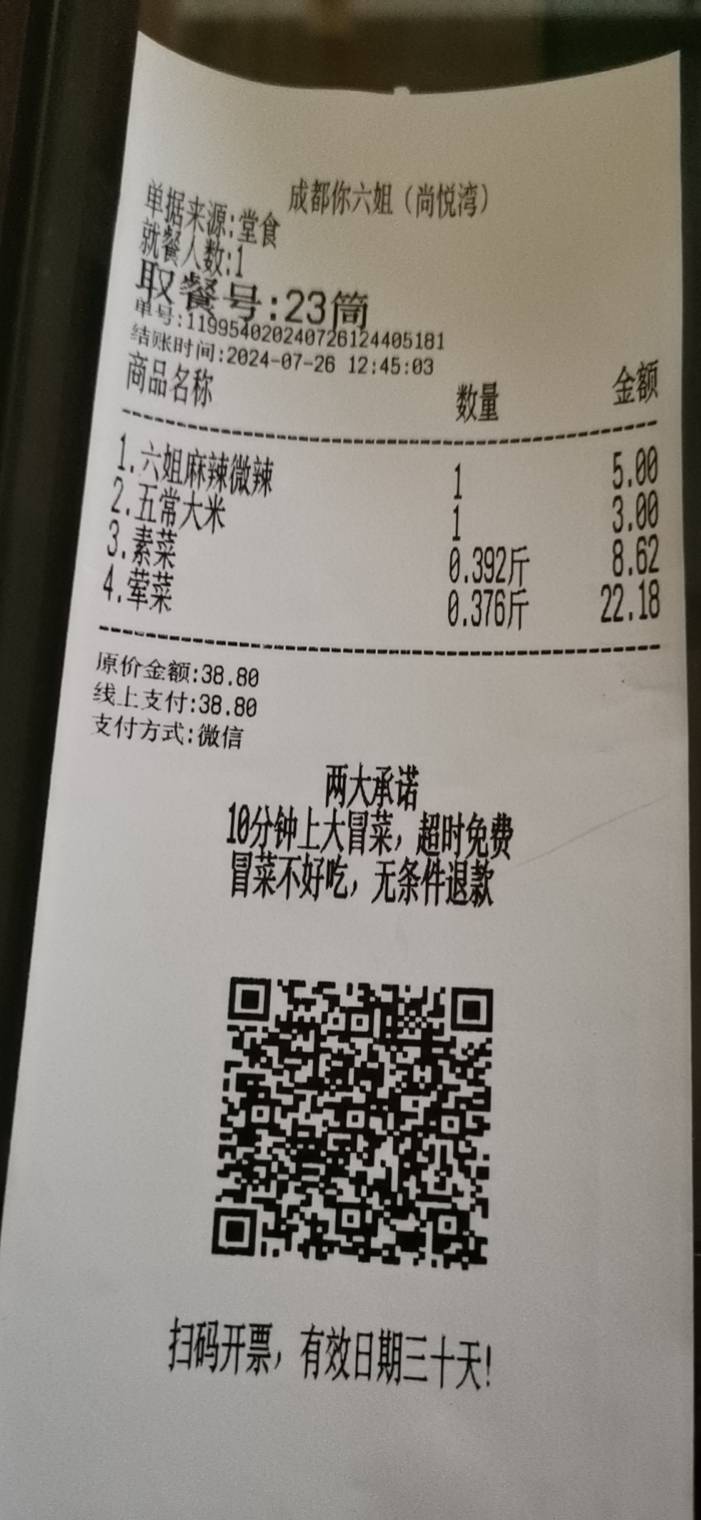 成都你六姐（尚悦湾）
单据来源:堂食
就餐人数:1
取餐号:23筒
单号:119954020240726124405181
结账时间:2024-07-26 12:45:03
商品名称 数量 金额
1.六姐麻辣微辣 1 5.00
2.五常大米 1 3.00
3.素菜 0.392斤 8.62
4.荤菜 0.376斤 22.18
原价金额:38.80
线上支付:38.80
支付方式:微信
两大承诺
10分钟上大冒菜，超时免费
冒菜不好吃，无条件退款
扫码开票，有效日期三十天!